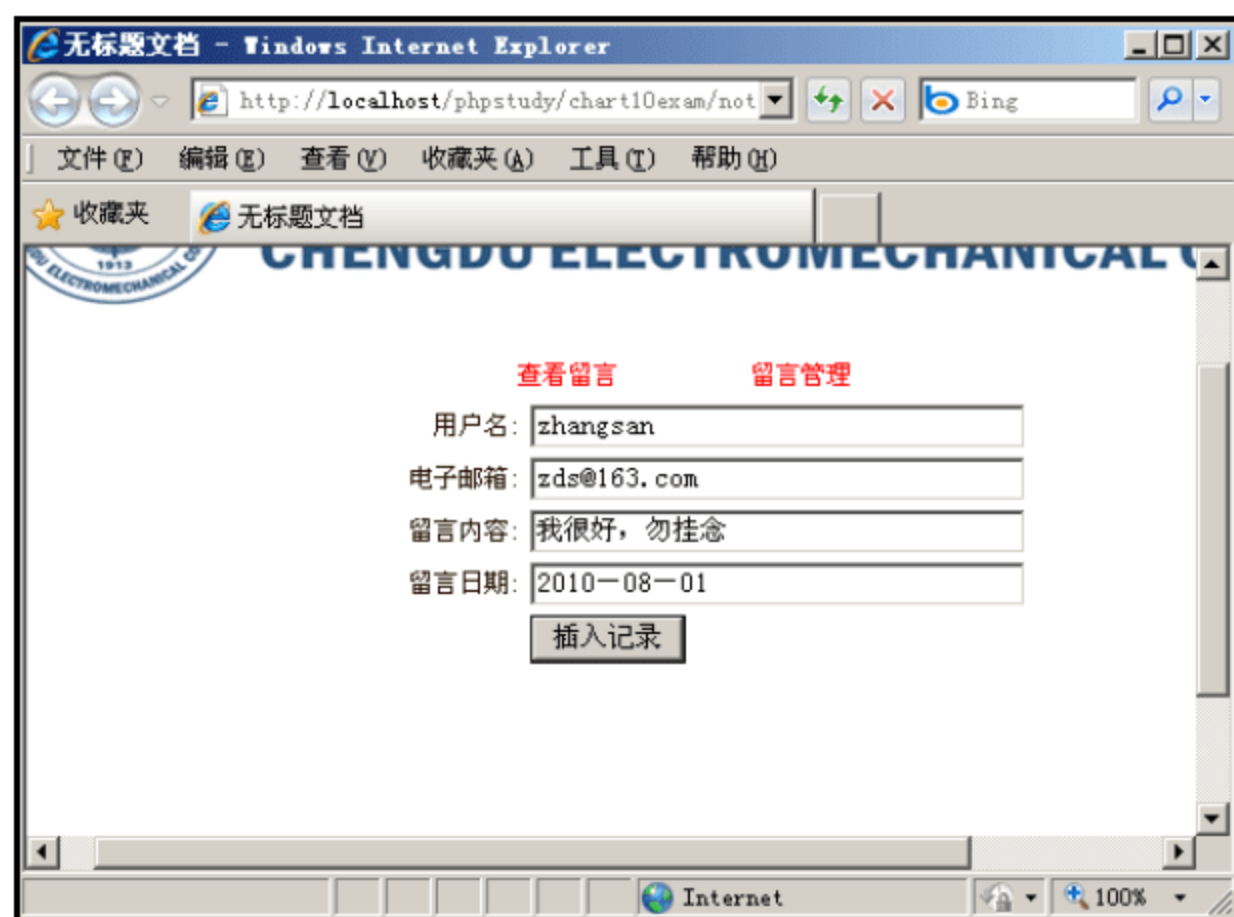 无标题文档 - Windows Internet Explorer
http://localhost/phpstudy/chart10exam/not
Bing
文件(F) 编辑(E) 查看(V) 收藏夹(A) 工具(T) 帮助(H)
收藏夹 无标题文档
CHENGDU ELECTROMECHANICAL
1913
ELECTROMECHANICAL
查看留言 留言管理
用户名: zhangsan
电子邮箱: zds@163.com
留言内容: 我很好，勿挂念
留言日期: 2010-08-01
插入记录
Internet 100%